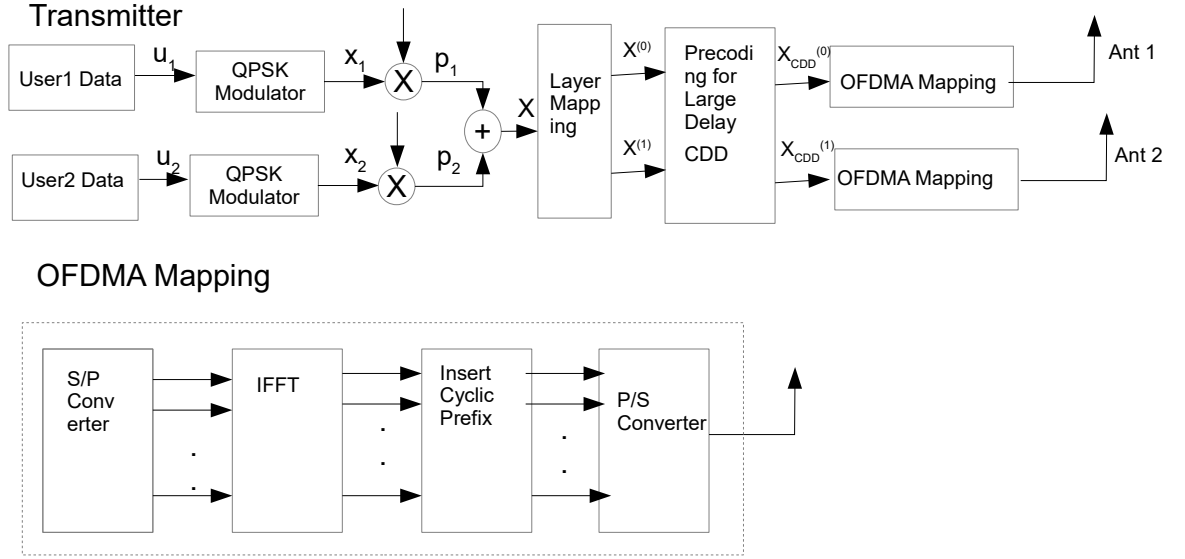 Transmitter
User1 Data
u1
QPSK
Modulator
x1
X
p1
User2 Data
u2
QPSK
Modulator
x2
X
p2
+
X
Layer
Mapp
ing
X(0)
X(1)
Precodi
ng for
Large
Delay
CDD
XCDD(0)
XCDD(1)
OFDMA Mapping
Ant 1
OFDMA Mapping
Ant 2
OFDMA Mapping
S/P
Conv
erter
IFFT
Insert
Cyclic
Prefix
P/S
Converter